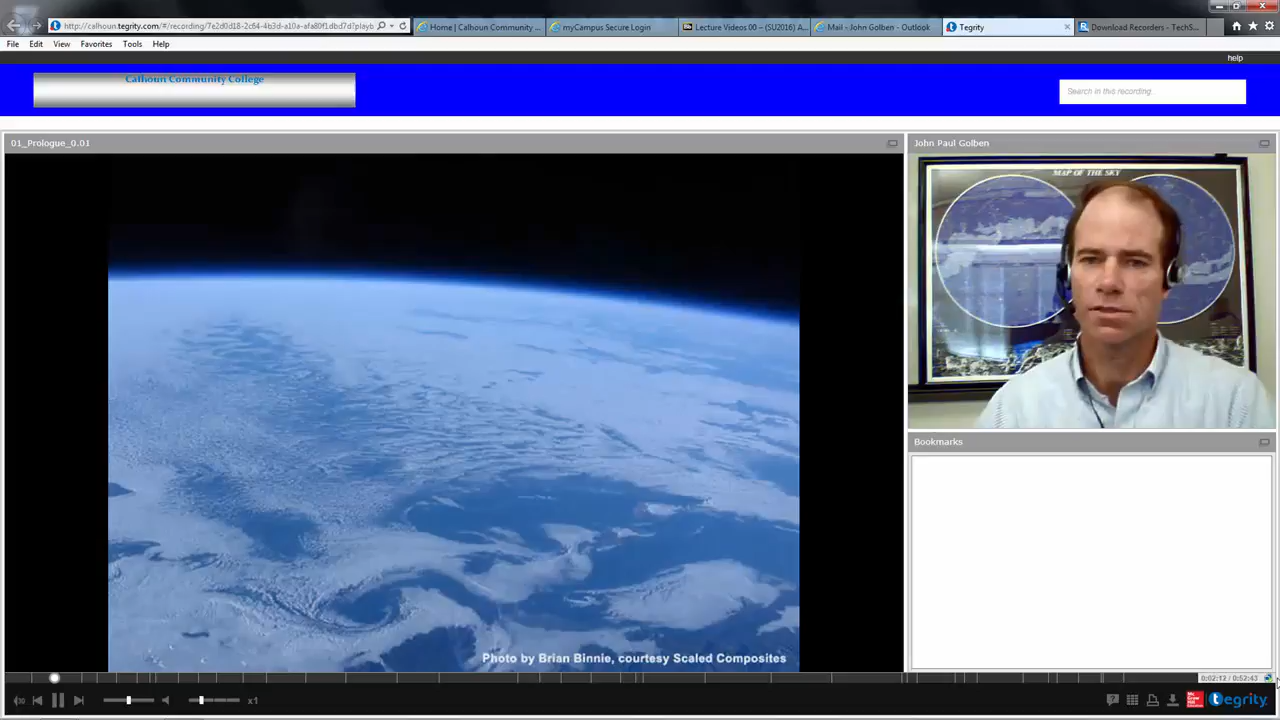 http://calhoun.tegrity.com/#/recording/7e2d0d18-2c64-4b3d-a10a-afa80f1dbd7d?playb
Home | Calhoun Community ...
myCampus Secure Login
Lecture Videos 00 – (SU2016) A...
Mail - John Golben - Outlook
Tegrity
Download Recorders - TechS...
File Edit View Favorites Tools Help
help
Calhoun Community College
Search in this recording.
01_Prologue_0.01
John Paul Golben
MAP OF THE SKY
Bookmarks
Photo by Brian Binnie, courtesy Scaled Composites
0:02:12 / 0:52:43
x1
Mc Graw Hill
tegrity